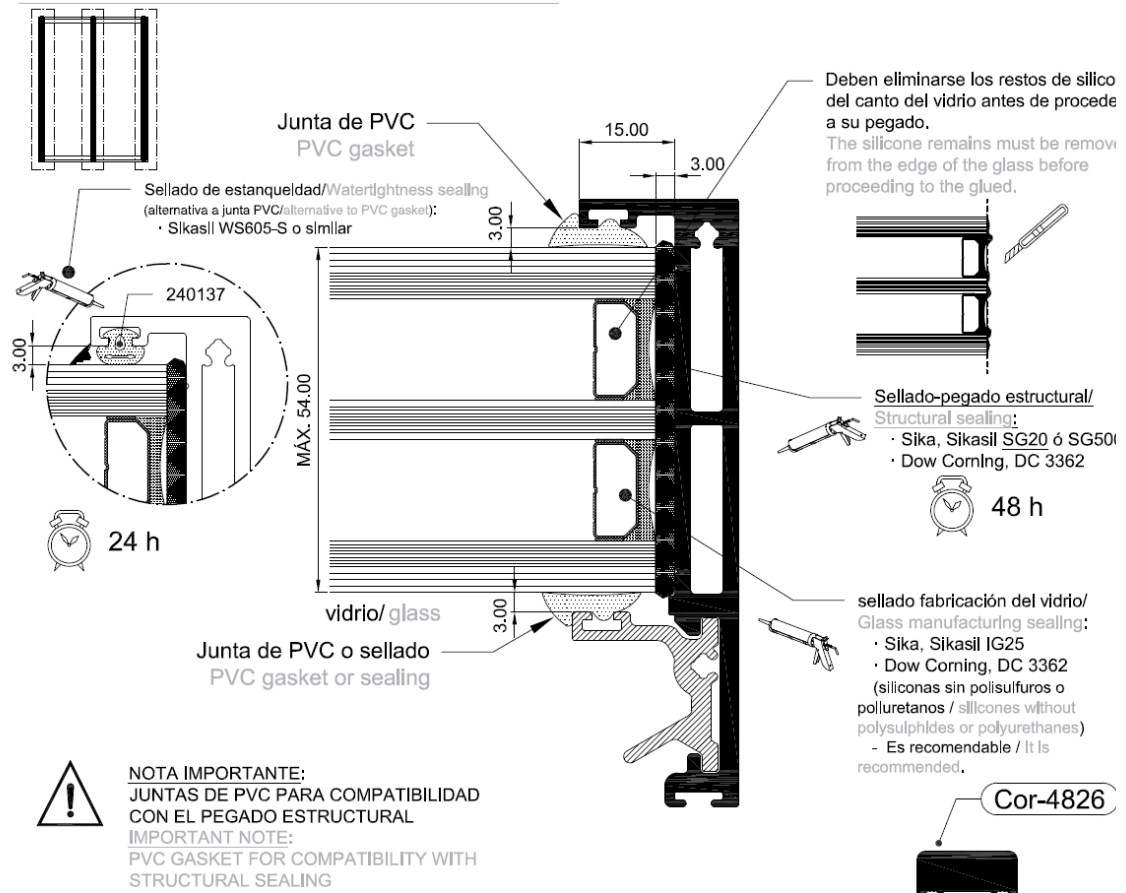 Junta de PVC
PVC gasket
Sellado de estanqueidad/Watertightness sealing
(alternativa a junta PVC/alternative to PVC gasket):
· Sikasil WS605-S o similar
240137
3.00
24 h
15.00
3.00
3.00
MÁX. 54.00
3.00
vidrio/ glass
Junta de PVC o sellado
PVC gasket or sealing
Deben eliminarse los restos de silico
del canto del vidrio antes de procede
a su pegado.
The silicone remains must be remove
from the edge of the glass before
proceeding to the glued.
Sellado-pegado estructural/
Structural sealing:
· Sika, Sikasil SG20 ó SG500
· Dow Corning, DC 3362
48 h
sellado fabricación del vidrio/
Glass manufacturing sealing:
· Sika, Sikasil IG25
· Dow Corning, DC 3362
(siliconas sin polisulfuros o
poliuretanos / silicones without
polysulphides or polyurethanes)
- Es recomendable / It is
recommended.
NOTA IMPORTANTE:
JUNTAS DE PVC PARA COMPATIBILIDAD
CON EL PEGADO ESTRUCTURAL
IMPORTANT NOTE:
PVC GASKET FOR COMPATIBILITY WITH
STRUCTURAL SEALING
Cor-4826